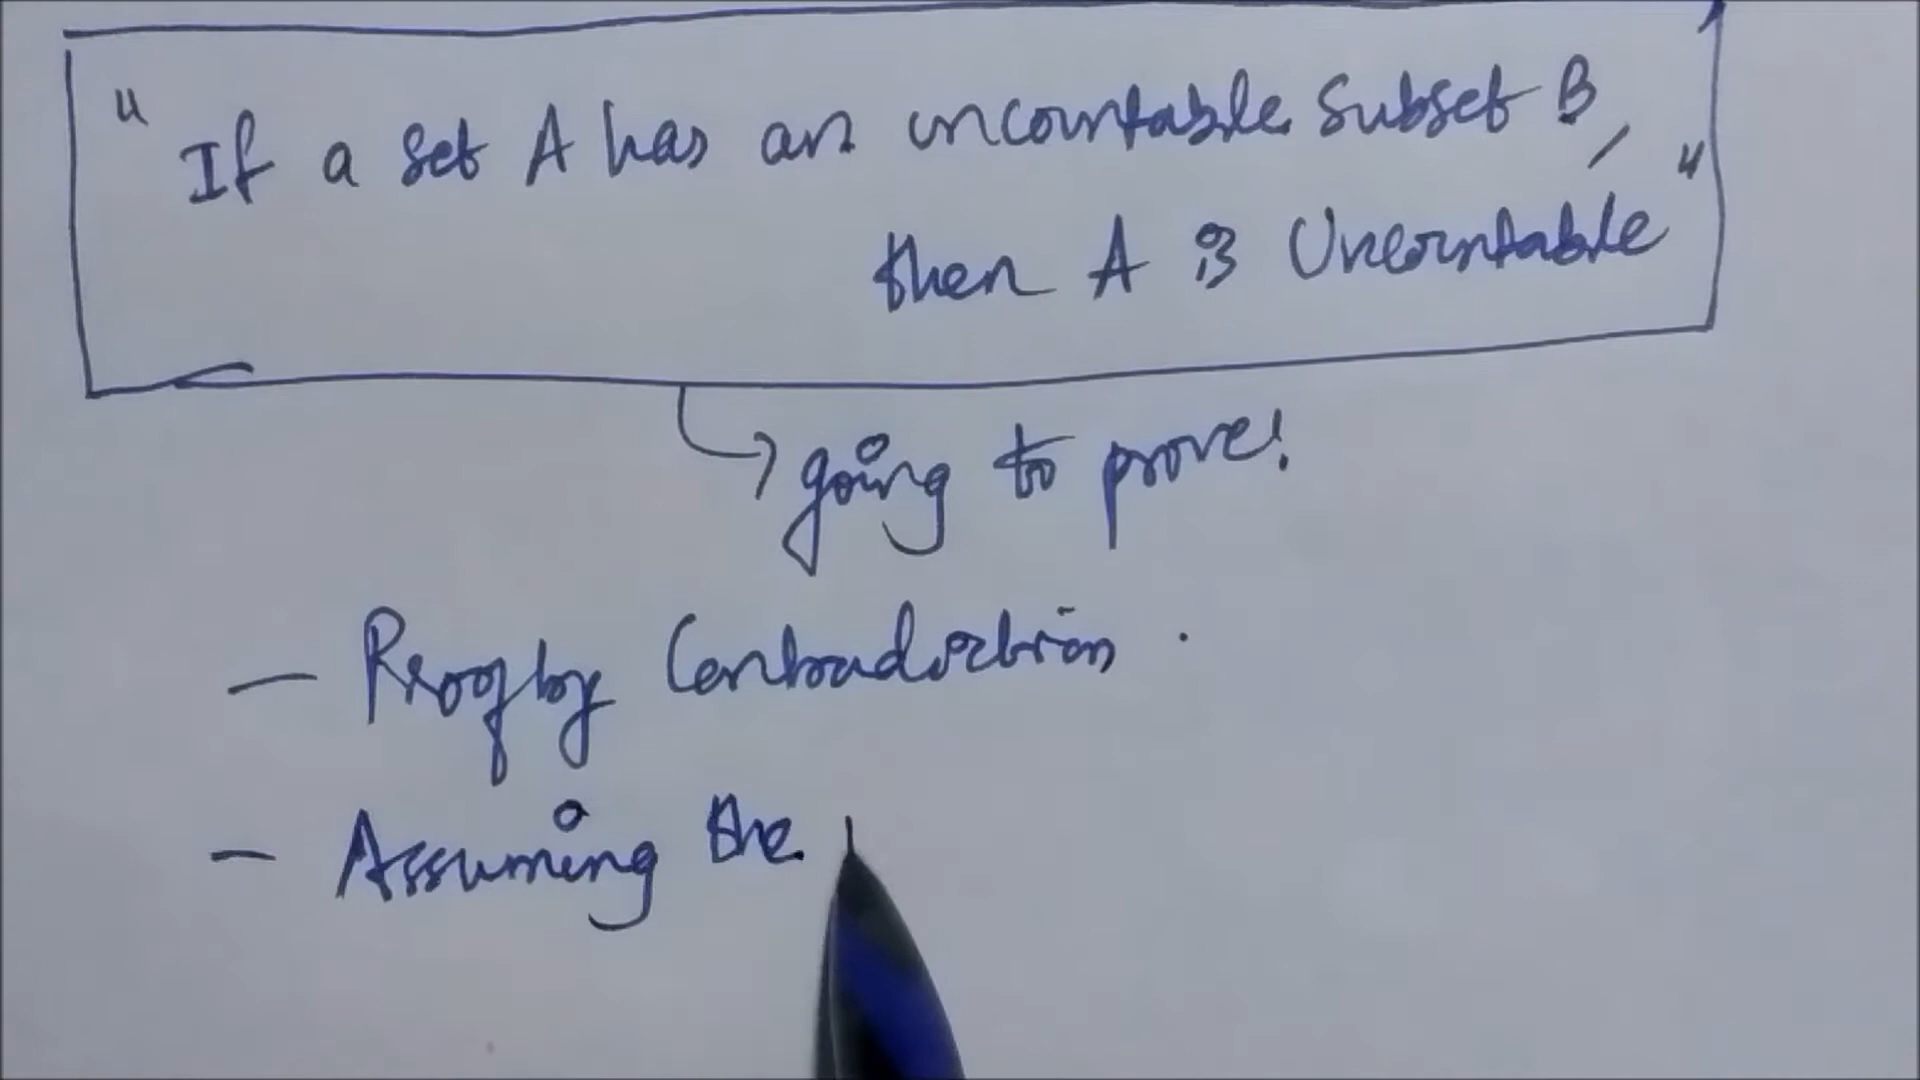 "If a set A has an uncountable subset B,
then A is Uncountable"
→ going to prove!
— Proof by Contradiction.
— Assuming the